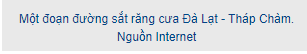 Một đoạn đường sắt răng cưa Đà Lạt - Tháp Chàm.
Nguồn Internet